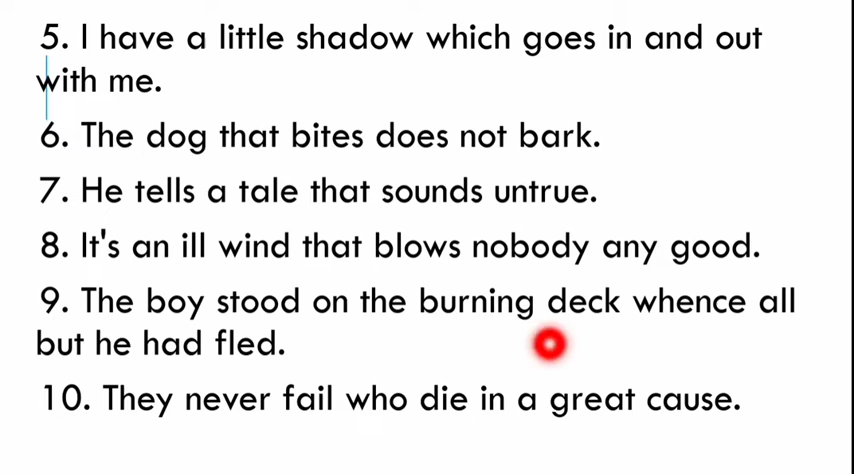 5. I have a little shadow which goes in and out
with me.
6. The dog that bites does not bark.
7. He tells a tale that sounds untrue.
8. It's an ill wind that blows nobody any good.
9. The boy stood on the burning deck whence all
but he had fled.
10. They never fail who die in a great cause.